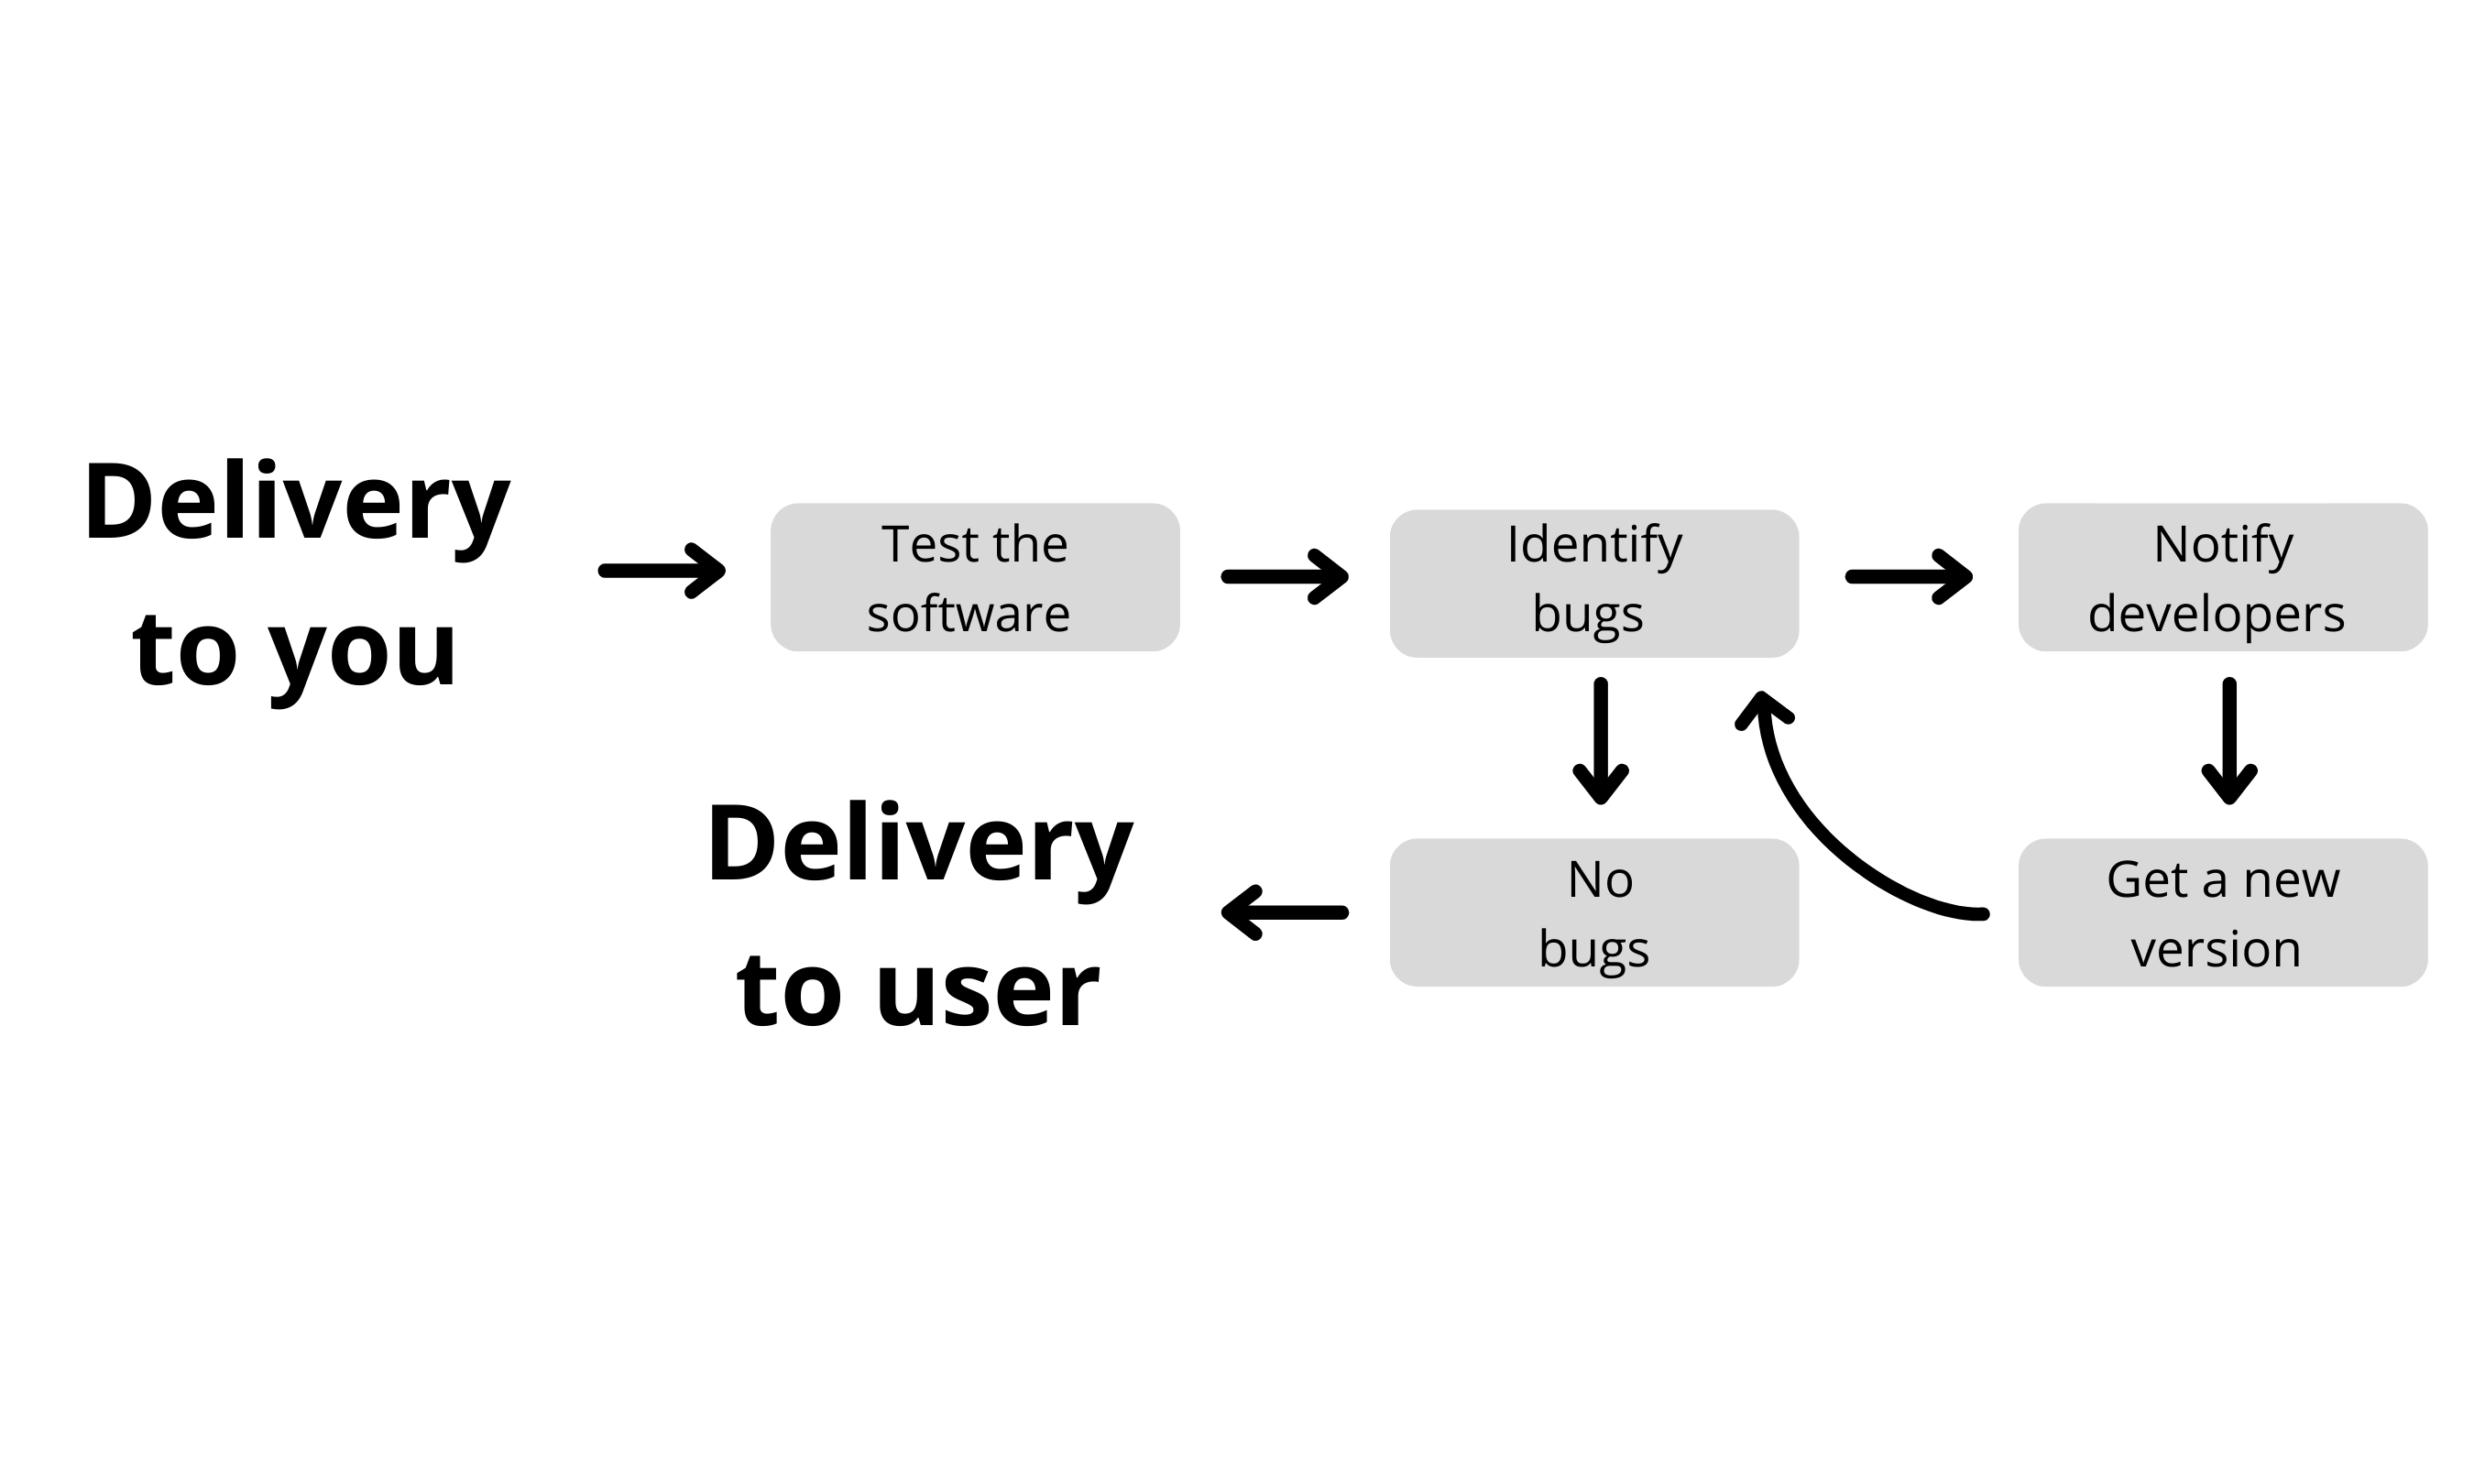 Delivery
to you
Test the
software
Identify
bugs
Notify
developers
Delivery
to user
No
bugs
Get a new
version